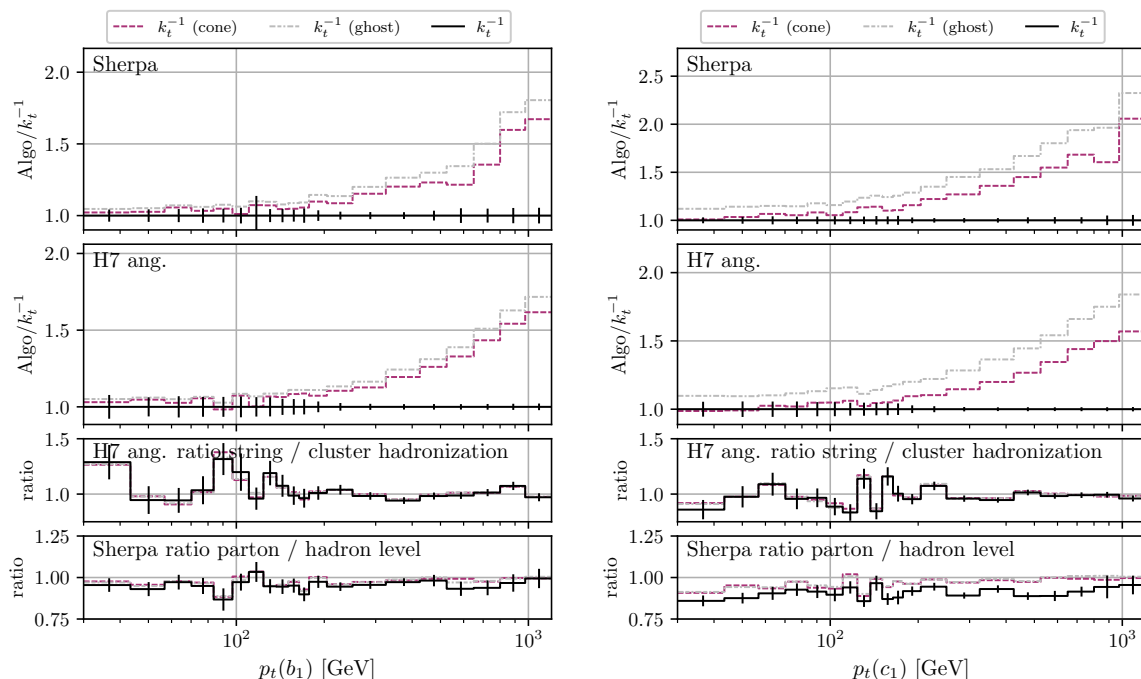 k_t^{-1} (cone) k_t^{-1} (ghost) k_t^{-1}
Sherpa
2.0
1.5
1.0
Algo/k_t^{-1}
H7 ang.
2.0
1.5
1.0
Algo/k_t^{-1}
H7 ang. ratio string / cluster hadronization
1.5
1.0
ratio
Sherpa ratio parton / hadron level
1.25
1.00
0.75
ratio
10^2 10^3
p_t(b_1) [GeV]
k_t^{-1} (cone) k_t^{-1} (ghost) k_t^{-1}
Sherpa
2.5
2.0
1.5
1.0
Algo/k_t^{-1}
H7 ang.
2.0
1.5
1.0
Algo/k_t^{-1}
H7 ang. ratio string / cluster hadronization
1.5
1.0
ratio
Sherpa ratio parton / hadron level
1.25
1.00
0.75
ratio
10^2 10^3
p_t(c_1) [GeV]